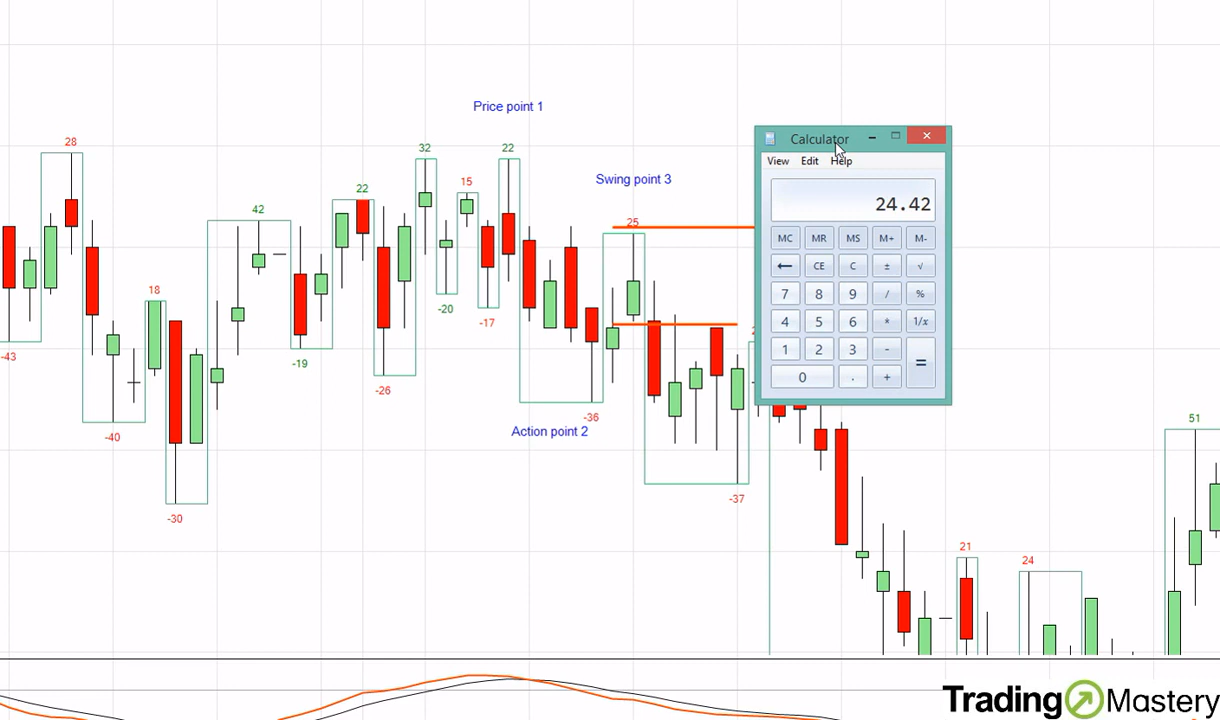 Price point 1
28
32
22
15
22
Swing point 3
42
25
18
-20
-17
-43
-19
-26
-36
Action point 2
-40
-37
-30
Calculator
View Edit Help
24.42
MC MR MS M+ M-
← CE C ± √
7 8 9 / %
4 5 6 * 1/x
1 2 3 - =
0 . +
51
21
24
Trading Mastery